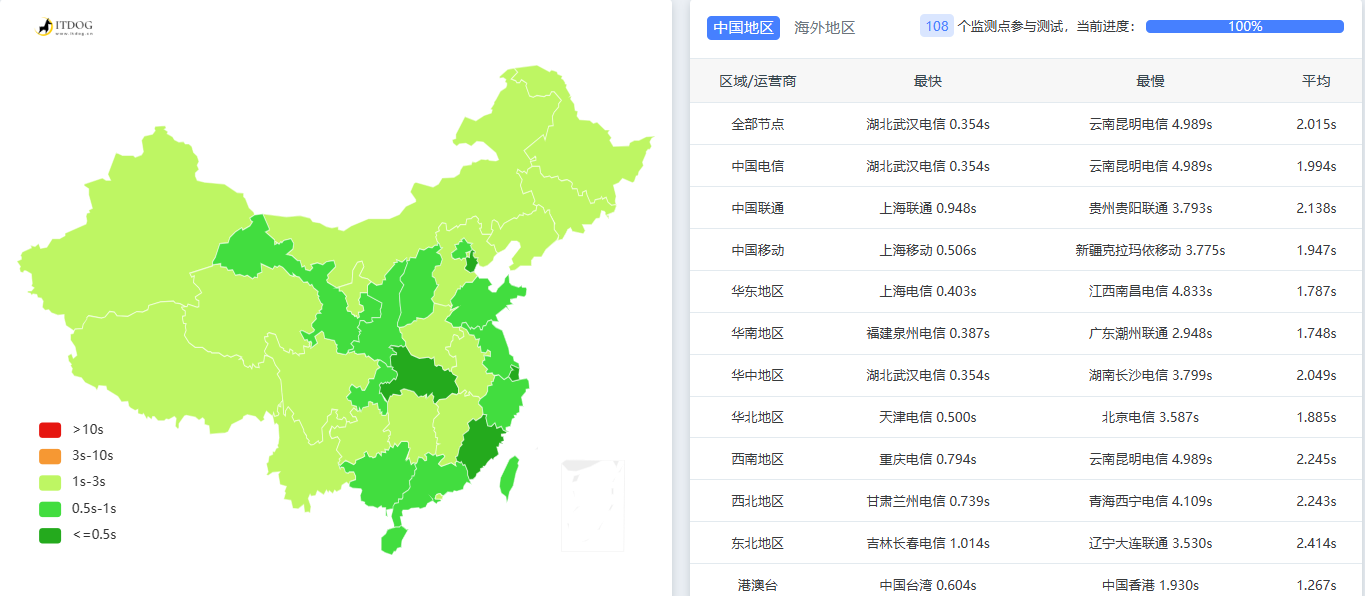 ITDOG
www.itdog.cn
>10s
3s-10s
1s-3s
0.5s-1s
<=0.5s
中国地区 海外地区 108 个监测点参与测试，当前进度： 100%
区域/运营商 最快 最慢 平均
全部节点 湖北武汉电信 0.354s 云南昆明电信 4.989s 2.015s
中国电信 湖北武汉电信 0.354s 云南昆明电信 4.989s 1.994s
中国联通 上海联通 0.948s 贵州贵阳联通 3.793s 2.138s
中国移动 上海移动 0.506s 新疆克拉玛依移动 3.775s 1.947s
华东地区 上海电信 0.403s 江西南昌电信 4.833s 1.787s
华南地区 福建泉州电信 0.387s 广东潮州联通 2.948s 1.748s
华中地区 湖北武汉电信 0.354s 湖南长沙电信 3.799s 2.049s
华北地区 天津电信 0.500s 北京电信 3.587s 1.885s
西南地区 重庆电信 0.794s 云南昆明电信 4.989s 2.245s
西北地区 甘肃兰州电信 0.739s 青海西宁电信 4.109s 2.243s
东北地区 吉林长春电信 1.014s 辽宁大连联通 3.530s 2.414s
港澳台 中国台湾 0.604s 中国香港 1.930s 1.267s